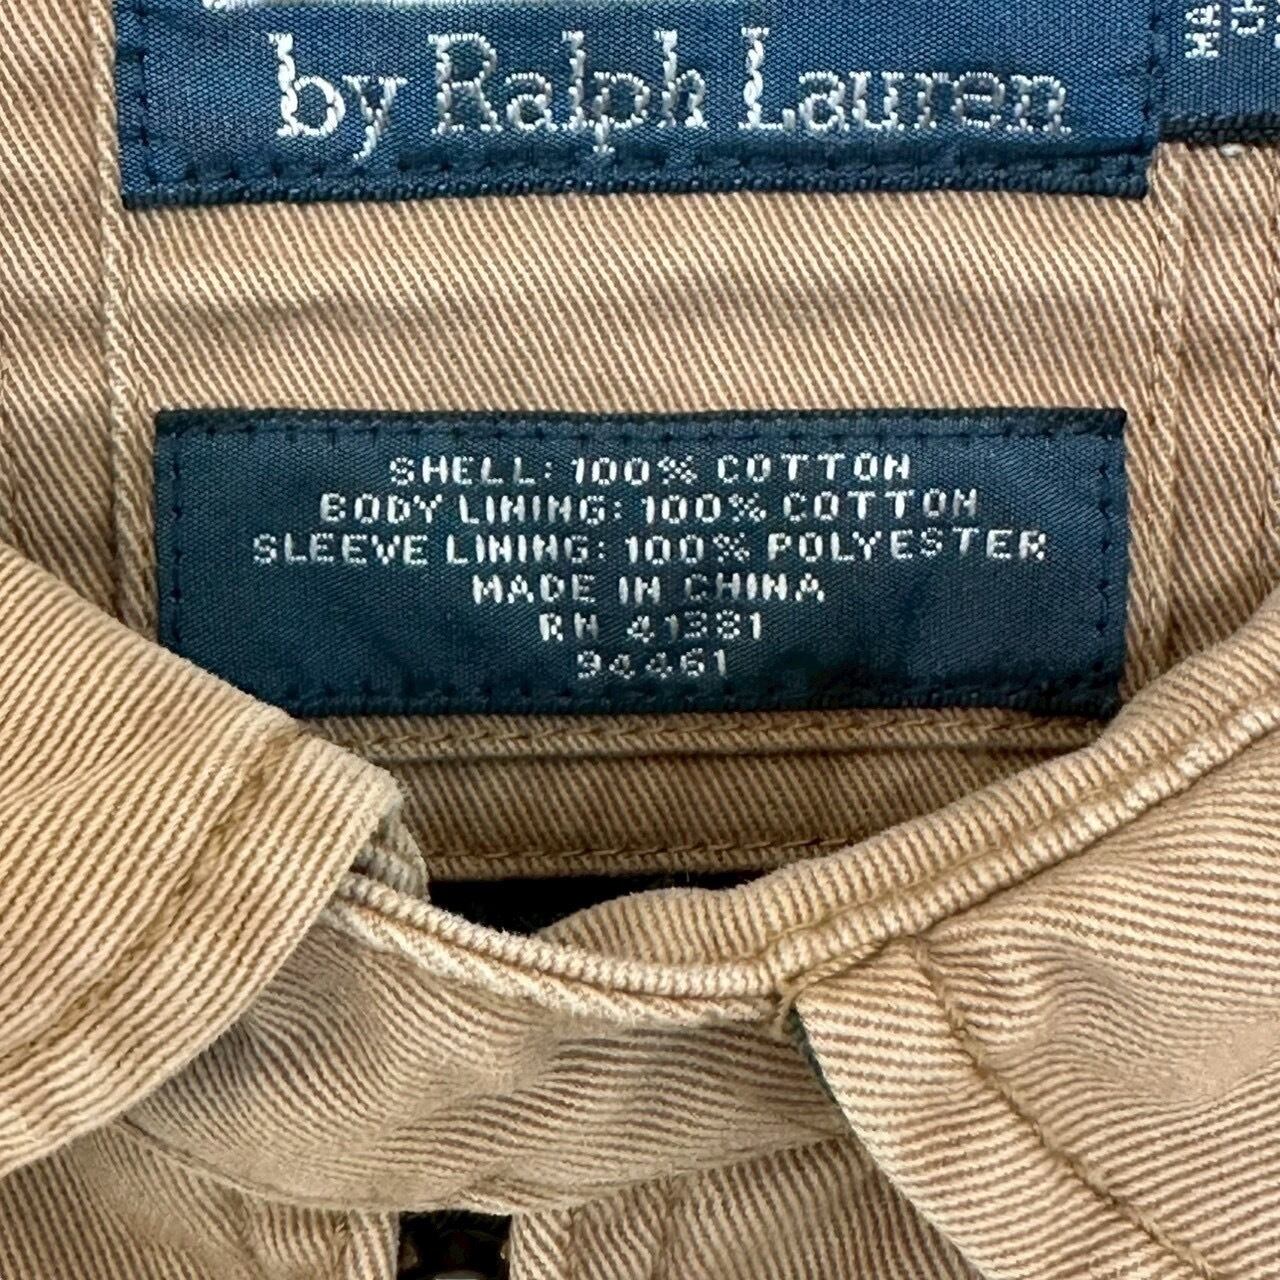 by Ralph Lauren
SHELL: 100% COTTON
BODY LINING: 100% COTTON
SLEEVE LINING: 100% POLYESTER
MADE IN CHINA
RN 41381
94461